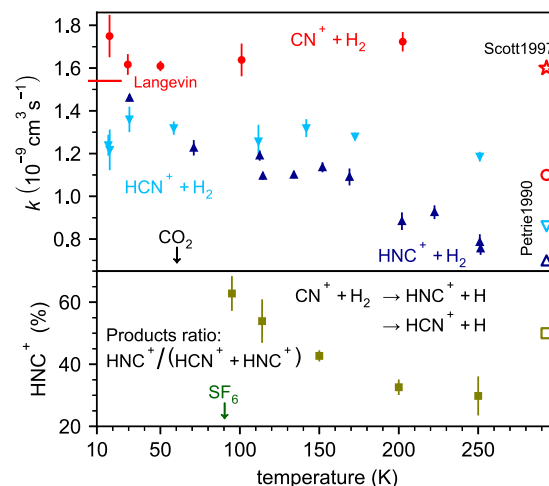 1.8
1.6
1.4
1.2
1.0
0.8
k (10⁻⁹ cm³ s⁻¹)
CN⁺ + H₂
Scott1997
Langevin
HCN⁺ + H₂
Petrie1990
CO₂
HNC⁺ + H₂
60
40
20
HNC⁺ (%)
CN⁺ + H₂ → HNC⁺ + H
→ HCN⁺ + H
Products ratio:
HNC⁺/(HCN⁺ + HNC⁺)
SF₆
10 50 100 150 200 250
temperature (K)